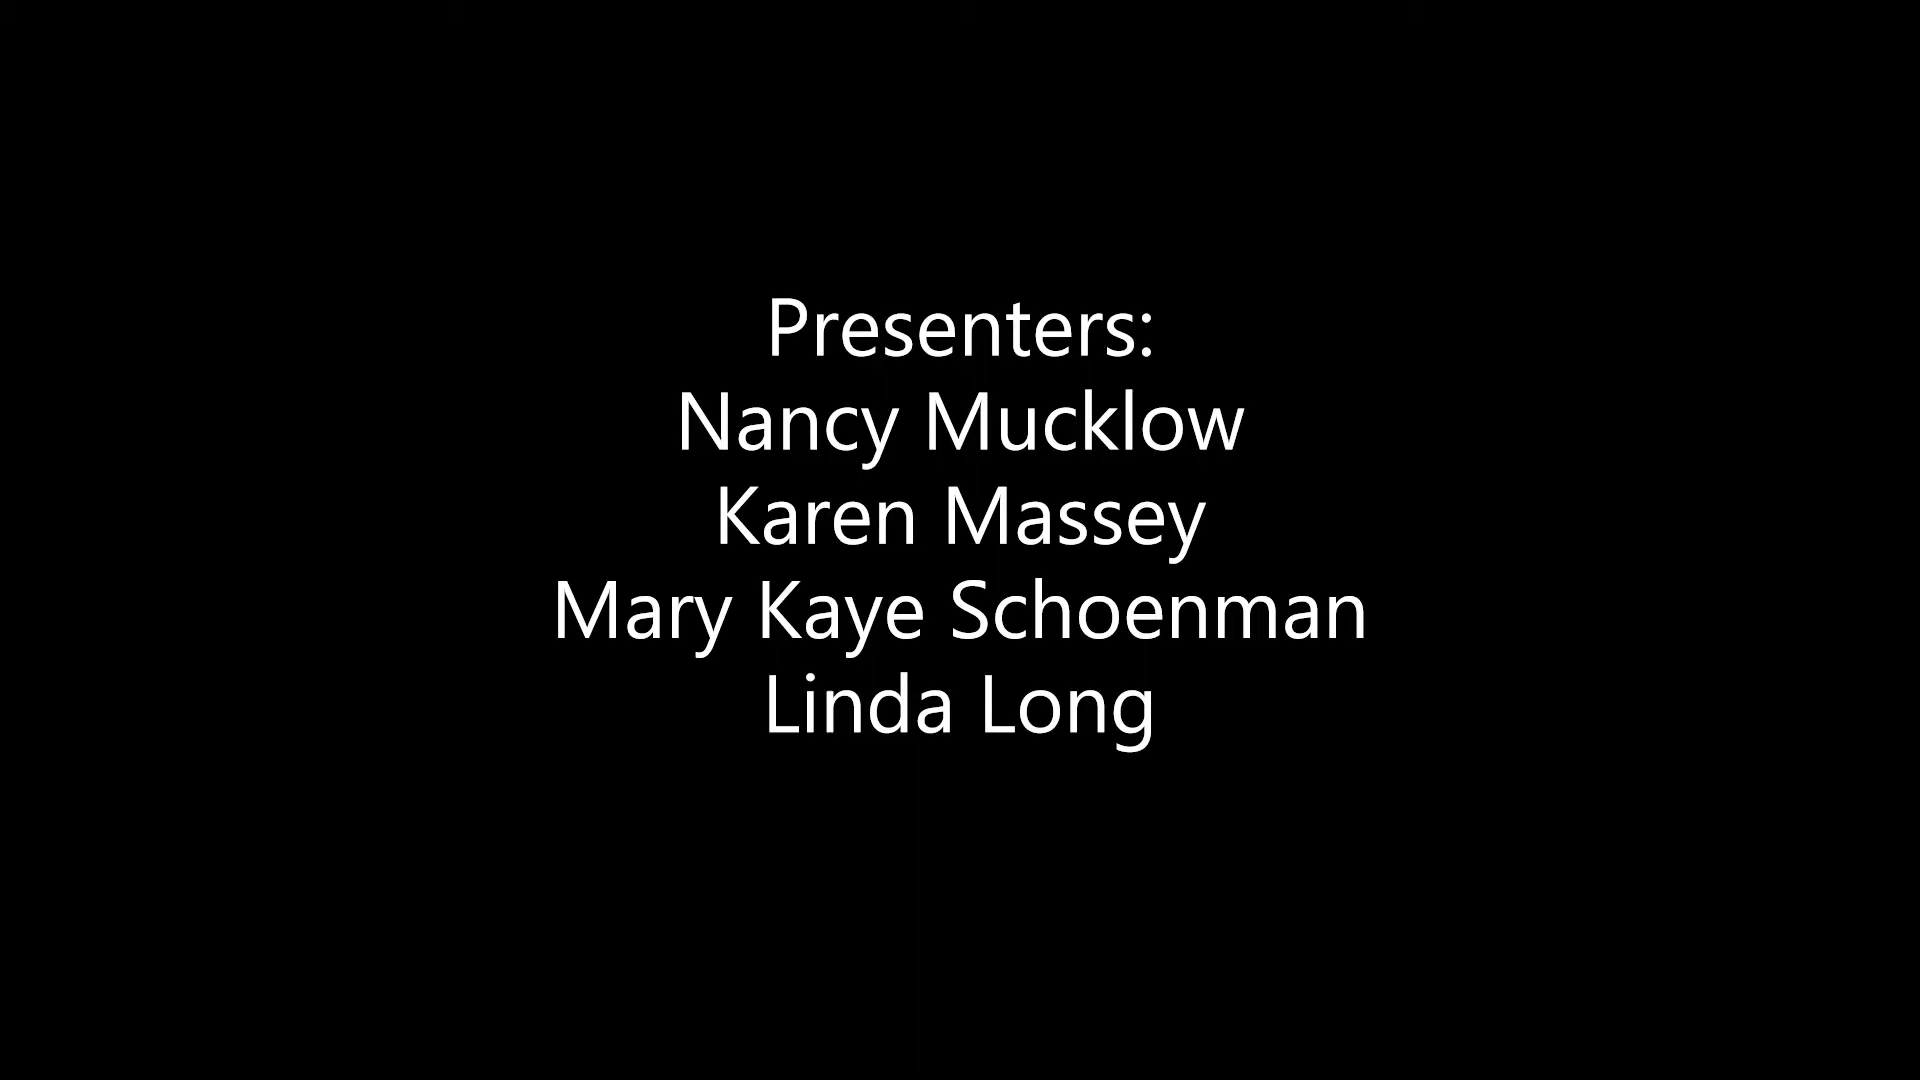 Presenters:
Nancy Mucklow
Karen Massey
Mary Kaye Schoenman
Linda Long